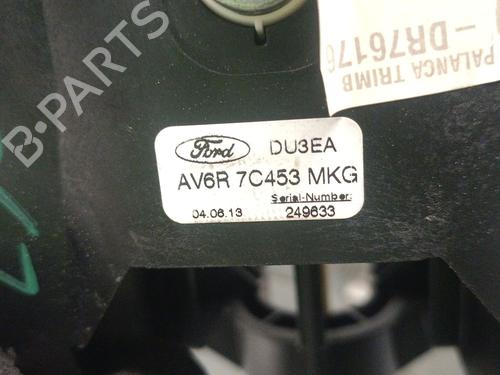 PALANCA TRIMB
- DR76176
Ford DU3EA
AV6R 7C453 MKG
Serial-Number:
04.06.13 249633
B-PARTS